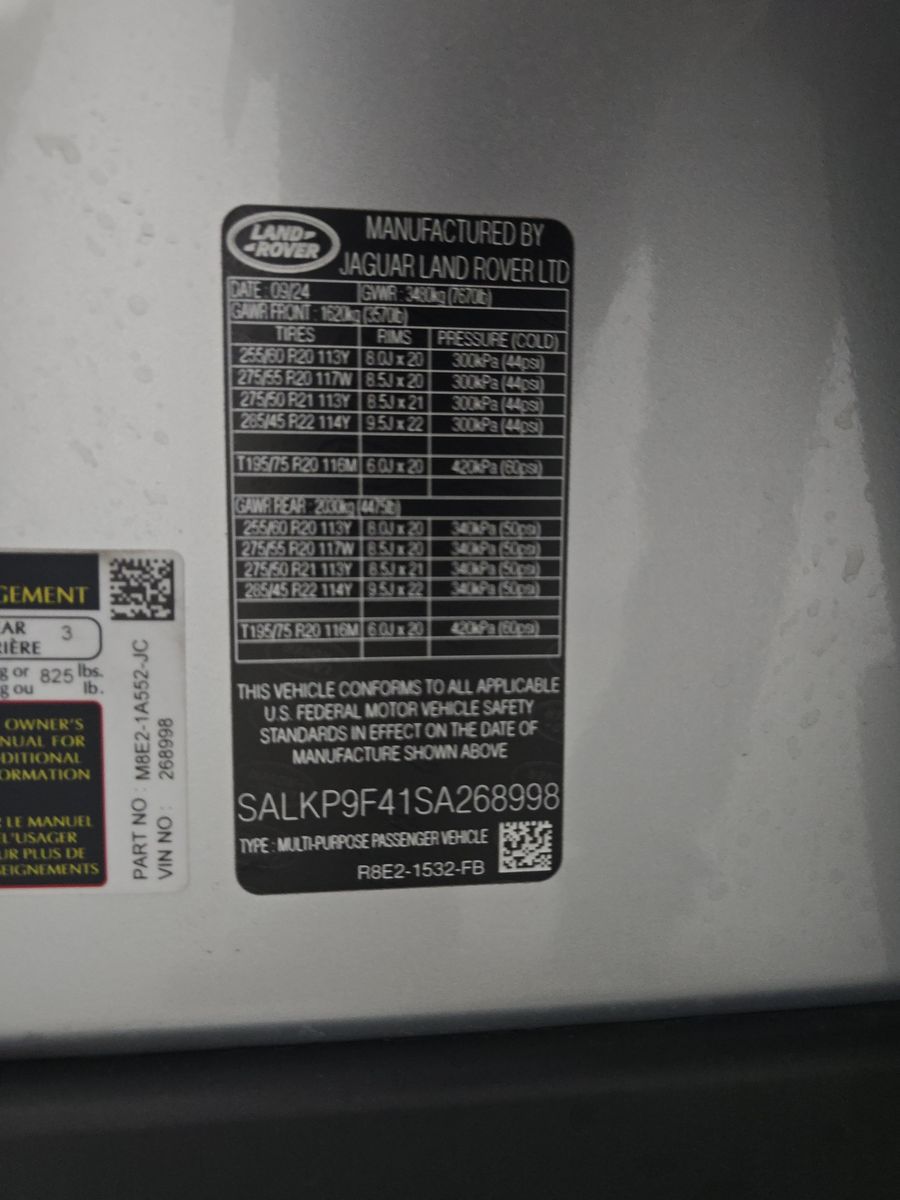 LAND ROVER
MANUFACTURED BY
JAGUAR LAND ROVER LTD
DATE : 09/24 GVWR : 3480kg (7670lb)
GAWR FRONT : 1620kg (3570lb)
TIRES RIMS PRESSURE (COLD)
255/60 R20 113Y 8.0J x 20 300kPa (44psi)
275/55 R20 117W 8.5J x 20 300kPa (44psi)
275/50 R21 113Y 8.5J x 21 300kPa (44psi)
285/45 R22 114Y 9.5J x 22 300kPa (44psi)
T195/75 R20 116M 6.0J x 20 420kPa (60psi)
GAWR REAR : 2030kg (4475lb)
255/60 R20 113Y 8.0J x 20 340kPa (50psi)
275/55 R20 117W 8.5J x 20 340kPa (50psi)
275/50 R21 113Y 8.5J x 21 340kPa (50psi)
285/45 R22 114Y 9.5J x 22 340kPa (50psi)
T195/75 R20 116M 6.0J x 20 420kPa (60psi)
THIS VEHICLE CONFORMS TO ALL APPLICABLE
U.S. FEDERAL MOTOR VEHICLE SAFETY
STANDARDS IN EFFECT ON THE DATE OF
MANUFACTURE SHOWN ABOVE
SALKP9F41SA268998
TYPE : MULTI-PURPOSE PASSENGER VEHICLE
R8E2-1532-FB
GEMENT
AR 3
IÈRE
g or 825 lbs.
g ou lb.
OWNER'S
NUAL FOR
DITIONAL
ORMATION
LE MANUEL
L'USAGER
UR PLUS DE
SEIGNEMENTS
PART NO : M8E2-1A552-JC
VIN NO : 268998